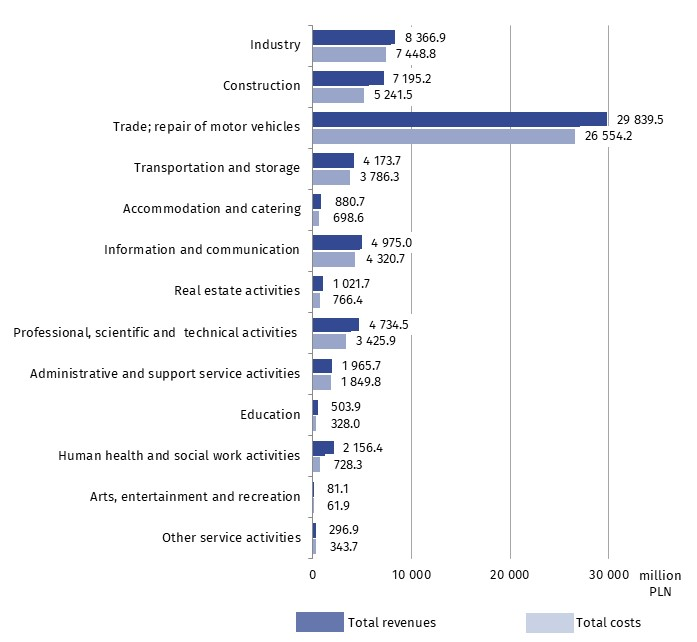 Industry
8 366.9
7 448.8
Construction
7 195.2
5 241.5
Trade; repair of motor vehicles
29 839.5
26 554.2
Transportation and storage
4 173.7
3 786.3
Accommodation and catering
880.7
698.6
Information and communication
4 975.0
4 320.7
Real estate activities
1 021.7
766.4
Professional, scientific and technical activities
4 734.5
3 425.9
Administrative and support service activities
1 965.7
1 849.8
Education
503.9
328.0
Human health and social work activities
2 156.4
728.3
Arts, entertainment and recreation
81.1
61.9
Other service activities
296.9
343.7
0 10 000 20 000 30 000 million
PLN
Total revenues Total costs